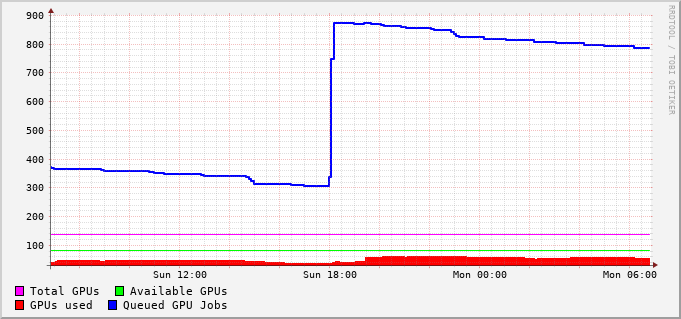 900
800
700
600
500
400
300
200
100
Sun 12:00 Sun 18:00 Mon 00:00 Mon 06:00
Total GPUs Available GPUs
GPUs used Queued GPU Jobs
RRDTOOL / TOBI OETIKER